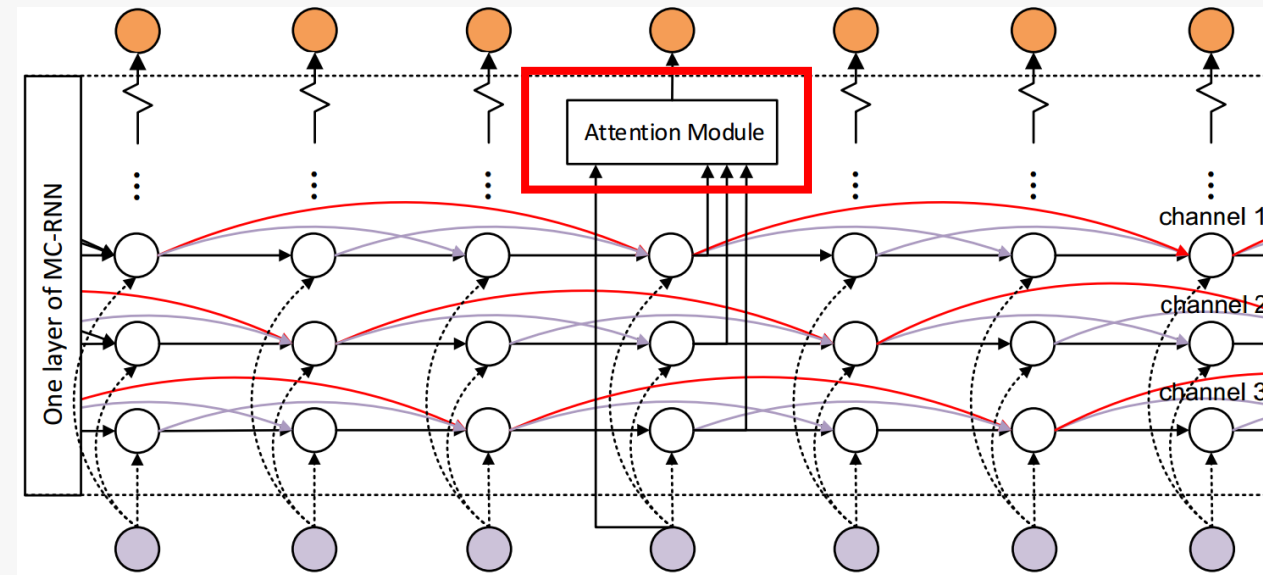 One layer of MC-RNN
Attention Module
channel 1
channel 2
channel 3